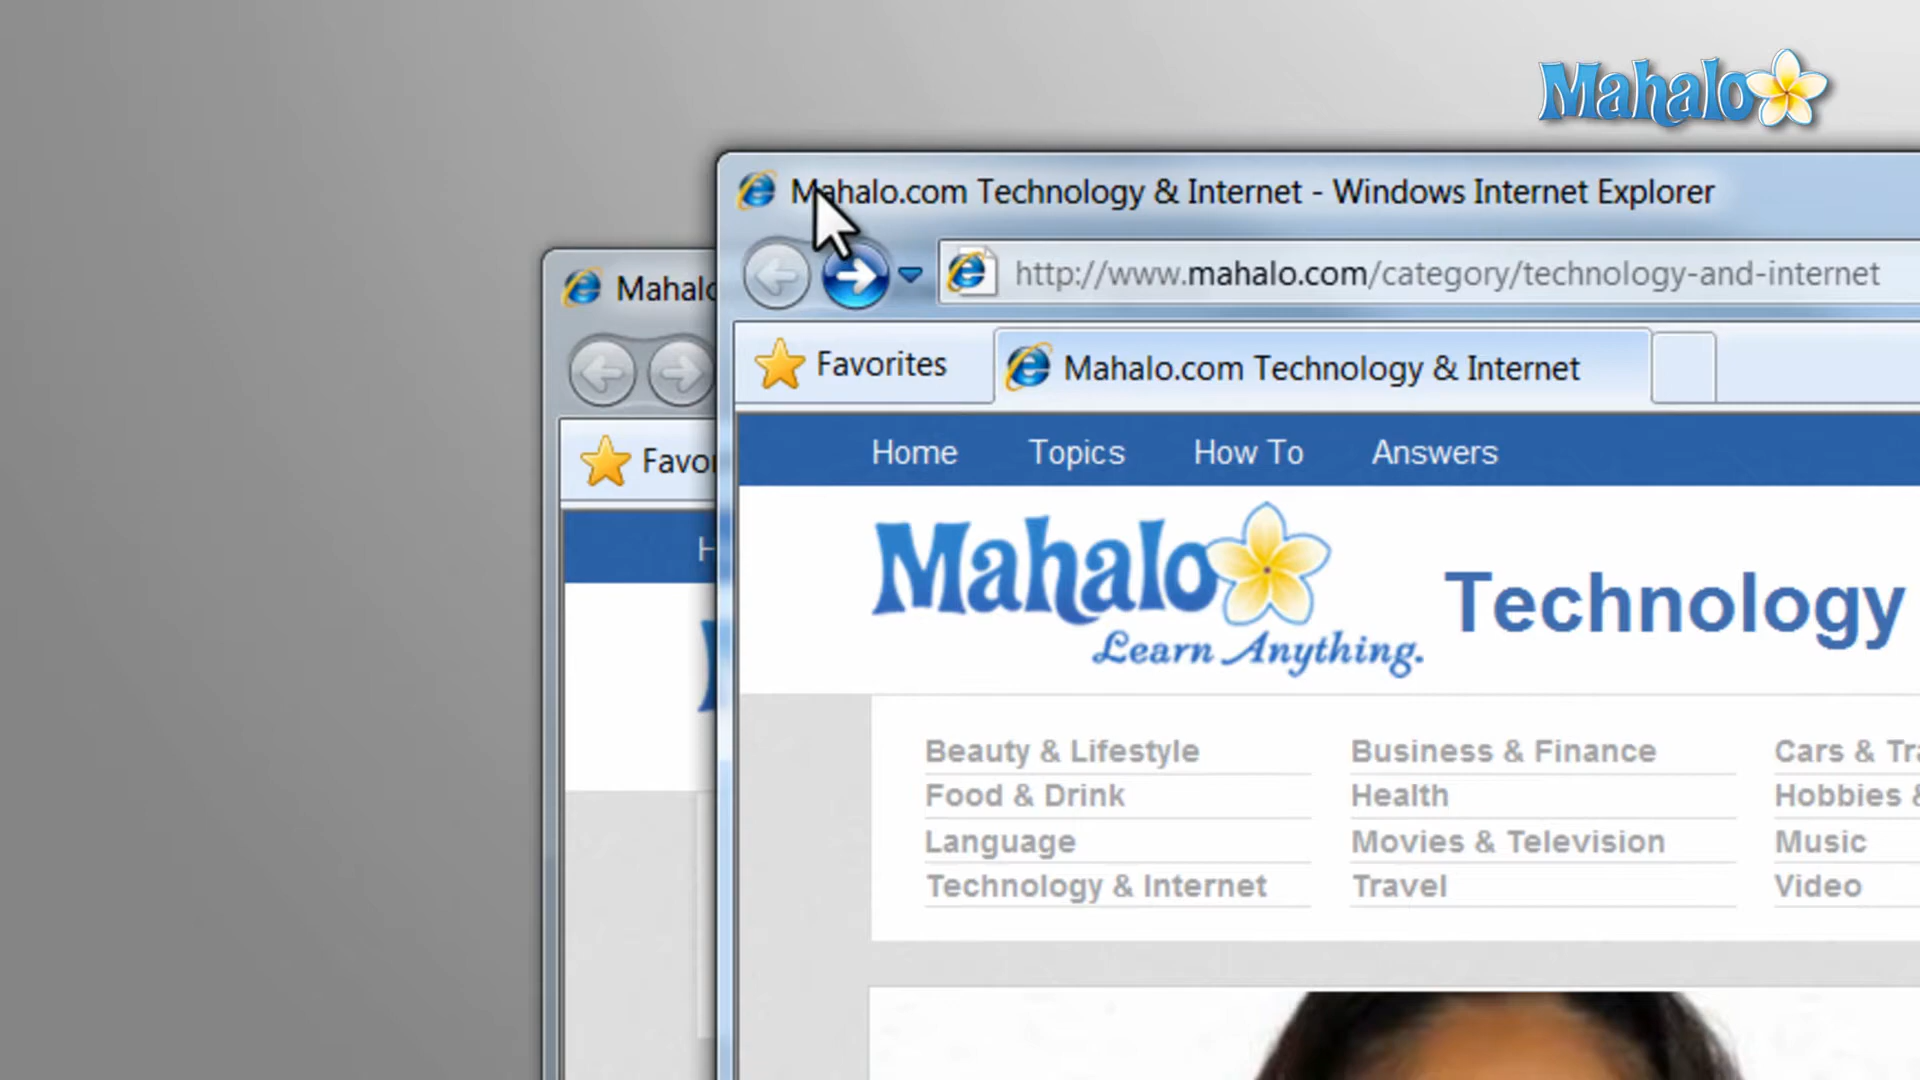 Mahalo
Mahalo.com Technology & Internet - Windows Internet Explorer
http://www.mahalo.com/category/technology-and-internet
Favorites
Mahalo.com Technology & Internet
Home Topics How To Answers
Mahalo
Learn Anything.
Technology
Beauty & Lifestyle Business & Finance Cars &
Food & Drink Health Hobbies &
Language Movies & Television Music
Technology & Internet Travel Video